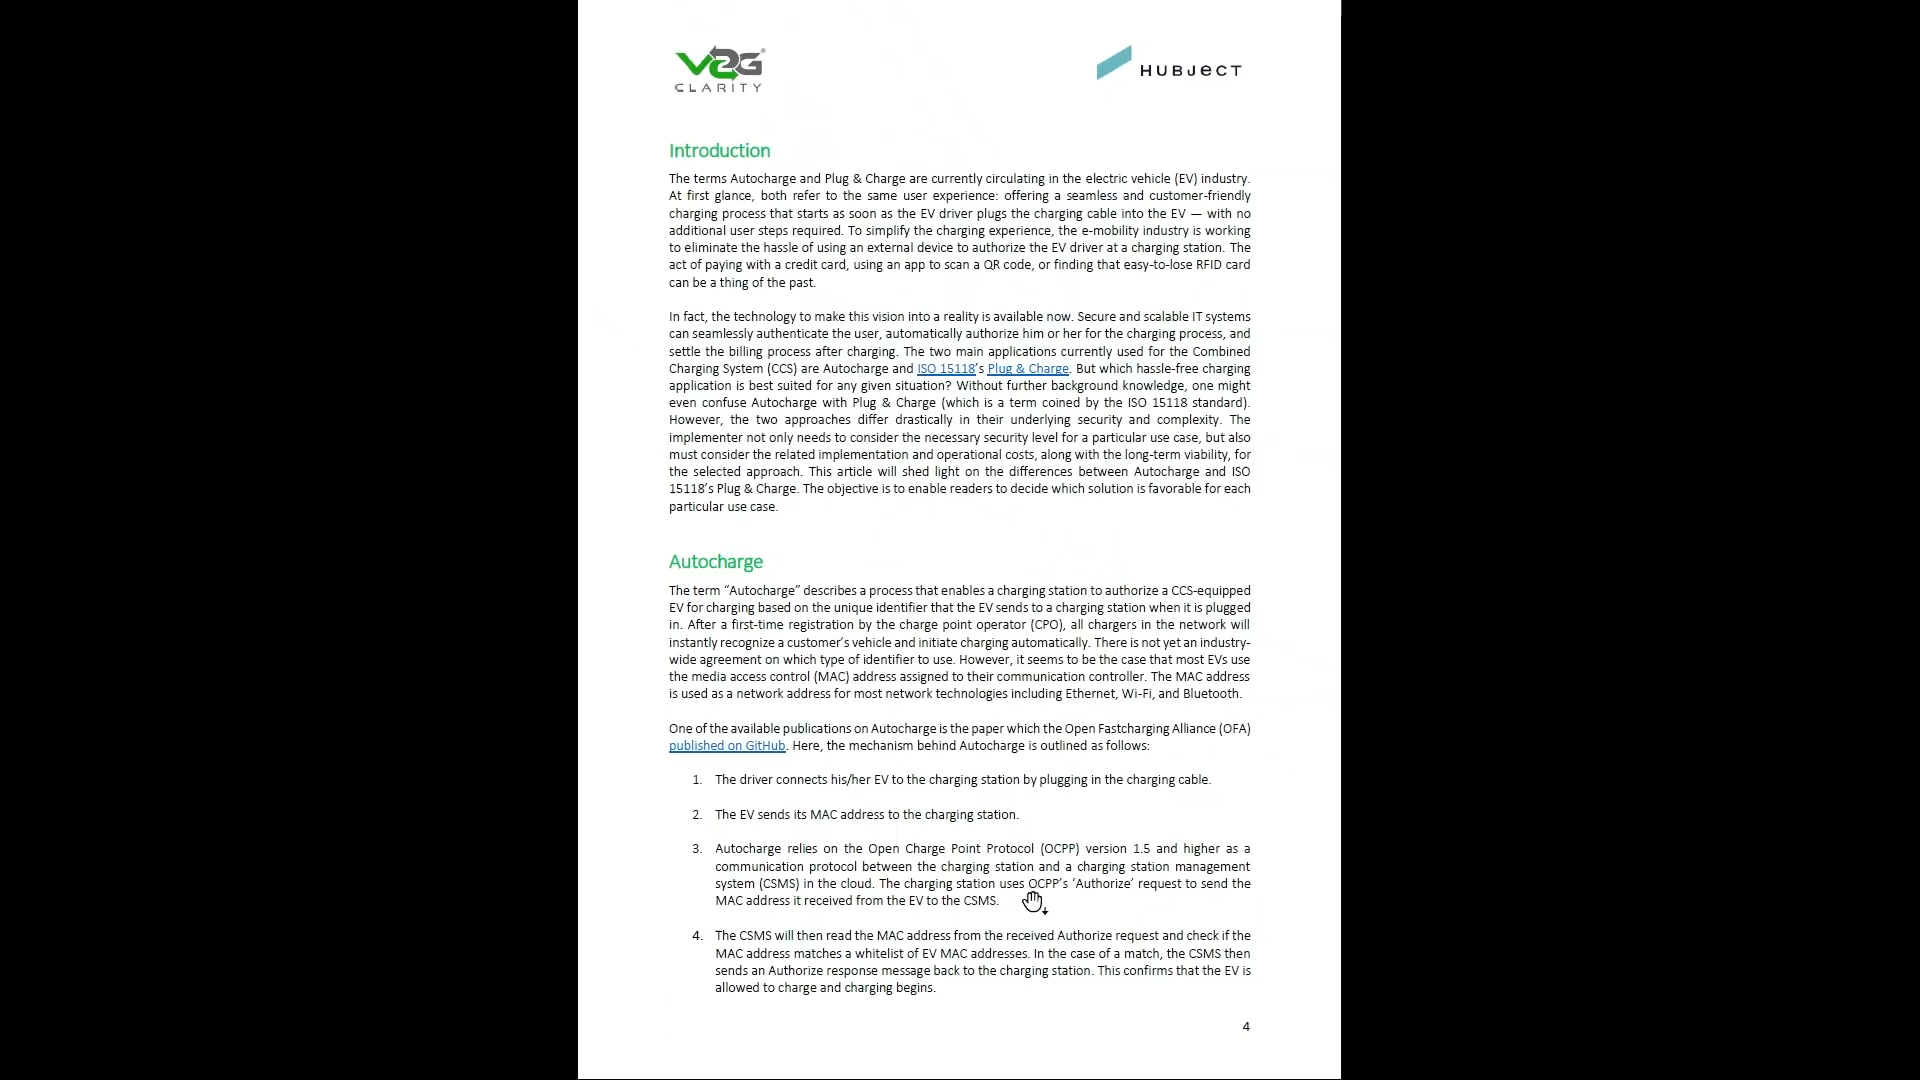 V2G®
CLARITY
HUBJECT
Introduction
The terms Autocharge and Plug & Charge are currently circulating in the electric vehicle (EV) industry.
At first glance, both refer to the same user experience: offering a seamless and customer-friendly
charging process that starts as soon as the EV driver plugs the charging cable into the EV — with no
additional user steps required. To simplify the charging experience, the e-mobility industry is working
to eliminate the hassle of using an external device to authorize the EV driver at a charging station. The
act of paying with a credit card, using an app to scan a QR code, or finding that easy-to-lose RFID card
can be a thing of the past.
In fact, the technology to make this vision into a reality is available now. Secure and scalable IT systems
can seamlessly authenticate the user, automatically authorize him or her for the charging process, and
settle the billing process after charging. The two main applications currently used for the Combined
Charging System (CCS) are Autocharge and ISO 15118's Plug & Charge. But which hassle-free charging
application is best suited for any given situation? Without further background knowledge, one might
even confuse Autocharge with Plug & Charge (which is a term coined by the ISO 15118 standard).
However, the two approaches differ drastically in their underlying security and complexity. The
implementer not only needs to consider the necessary security level for a particular use case, but also
must consider the related implementation and operational costs, along with the long-term viability, for
the selected approach. This article will shed light on the differences between Autocharge and ISO
15118's Plug & Charge. The objective is to enable readers to decide which solution is favorable for each
particular use case.
Autocharge
The term “Autocharge” describes a process that enables a charging station to authorize a CCS-equipped
EV for charging based on the unique identifier that the EV sends to a charging station when it is plugged
in. After a first-time registration by the charge point operator (CPO), all chargers in the network will
instantly recognize a customer's vehicle and initiate charging automatically. There is not yet an industry-
wide agreement on which type of identifier to use. However, it seems to be the case that most EVs use
the media access control (MAC) address assigned to their communication controller. The MAC address
is used as a network address for most network technologies including Ethernet, Wi-Fi, and Bluetooth.
One of the available publications on Autocharge is the paper which the Open Fastcharging Alliance (OFA)
published on GitHub. Here, the mechanism behind Autocharge is outlined as follows:
1. The driver connects his/her EV to the charging station by plugging in the charging cable.
2. The EV sends its MAC address to the charging station.
3. Autocharge relies on the Open Charge Point Protocol (OCPP) version 1.5 and higher as a
communication protocol between the charging station and a charging station management
system (CSMS) in the cloud. The charging station uses OCPP's ‘Authorize’ request to send the
MAC address it received from the EV to the CSMS.
4. The CSMS will then read the MAC address from the received Authorize request and check if the
MAC address matches a whitelist of EV MAC addresses. In the case of a match, the CSMS then
sends an Authorize response message back to the charging station. This confirms that the EV is
allowed to charge and charging begins.
4